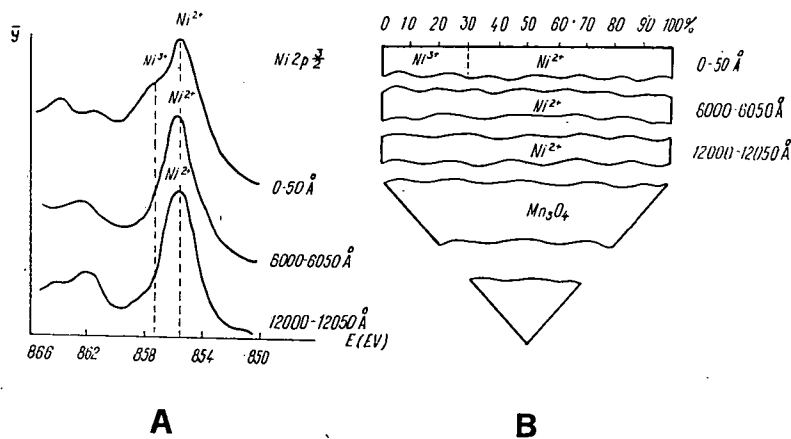 ȳ
Ni²⁺
Ni³⁺
Ni2p 3/2
0-50 Å
Ni²⁺
6000-6050 Å
Ni²⁺
12000-12050 Å
E(EV)
866 862 858 854 850
A
0 10 20 30 40 50 60 70 80 90 100%
Ni³⁺ Ni²⁺ 0-50 Å
Ni²⁺ 6000-6050 Å
Ni²⁺ 12000-12050 Å
Mn₃O₄
B